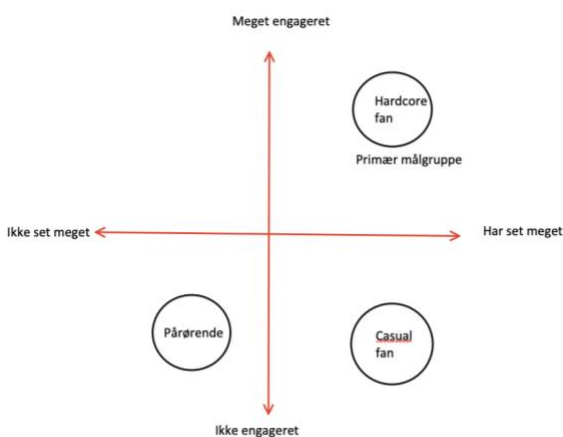 Meget engageret
Hardcore
fan
Primær målgruppe
Ikke set meget
Har set meget
Pårørende
Casual
fan
Ikke engageret